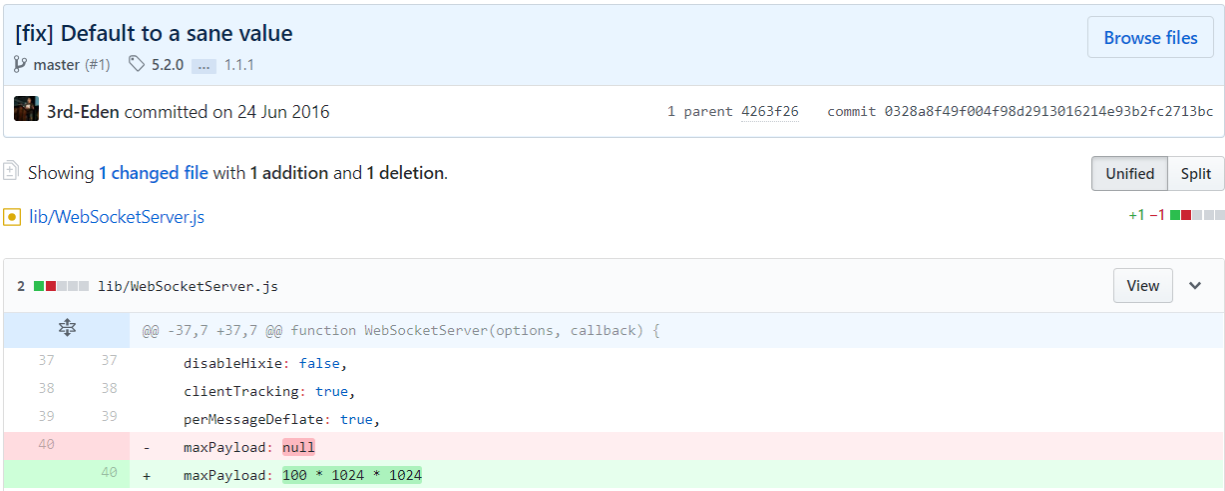 [fix] Default to a sane value
Browse files
master (#1) 5.2.0 ... 1.1.1
3rd-Eden committed on 24 Jun 2016
1 parent 4263f26 commit 0328a8f49f004f98d2913016214e93b2fc2713bc
Showing 1 changed file with 1 addition and 1 deletion.
Unified Split
lib/WebSocketServer.js
+1 −1
2 lib/WebSocketServer.js
View
@@ -37,7 +37,7 @@ function WebSocketServer(options, callback) {
37 37 disableHixie: false,
38 38 clientTracking: true,
39 39 perMessageDeflate: true,
40 - maxPayload: null
40 + maxPayload: 100 * 1024 * 1024